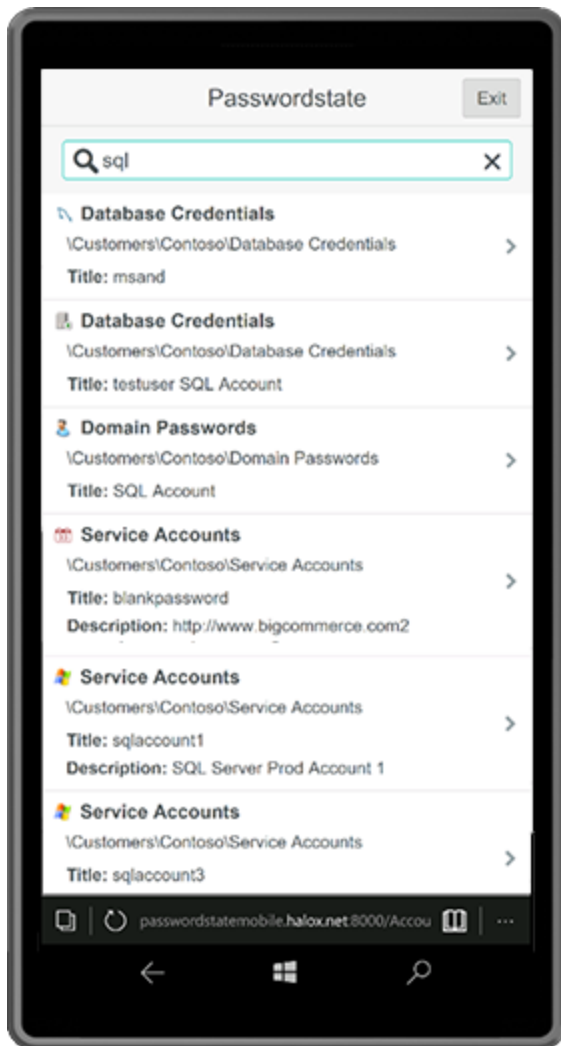 Passwordstate
Exit
sql
Database Credentials
\Customers\Contoso\Database Credentials
Title: msand
Database Credentials
\Customers\Contoso\Database Credentials
Title: testuser SQL Account
Domain Passwords
\Customers\Contoso\Domain Passwords
Title: SQL Account
Service Accounts
\Customers\Contoso\Service Accounts
Title: blankpassword
Description: http://www.bigcommerce.com2
Service Accounts
\Customers\Contoso\Service Accounts
Title: sqlaccount1
Description: SQL Server Prod Account 1
Service Accounts
\Customers\Contoso\Service Accounts
Title: sqlaccount3
passwordstatemobile.halox.net:8000/Accou